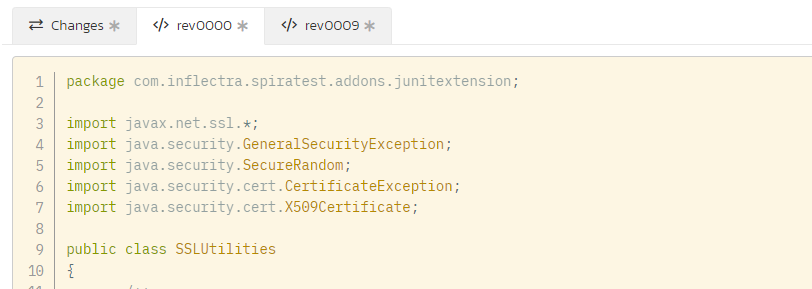 Changes * rev0000 * rev0009 *
1 package com.inflectra.spiratest.addons.junitextension;
2
3 import javax.net.ssl.*;
4 import java.security.GeneralSecurityException;
5 import java.security.SecureRandom;
6 import java.security.cert.CertificateException;
7 import java.security.cert.X509Certificate;
8
9 public class SSLUtilities
10 {